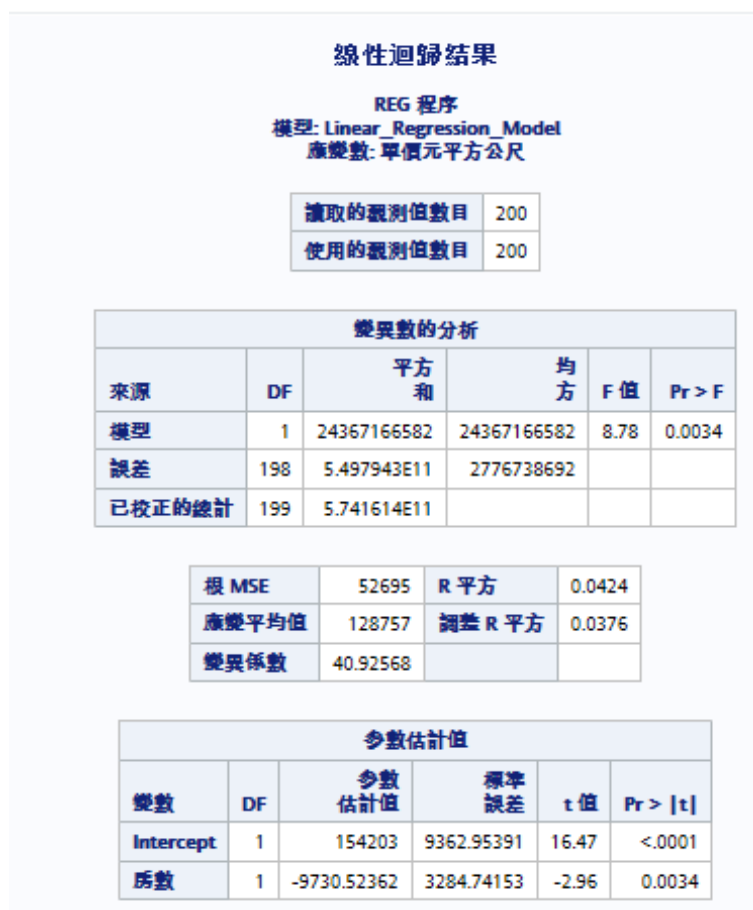 線性迴歸結果
REG 程序
模型: Linear_Regression_Model
應變數: 單價元平方公尺
讀取的觀測值數目 200
使用的觀測值數目 200
變異數的分析
來源 DF 平方和 均方 F 值 Pr > F
模型 1 24367166582 24367166582 8.78 0.0034
誤差 198 5.497943E11 2776738692
已校正的總計 199 5.741614E11
根 MSE 52695 R 平方 0.0424
應變平均值 128757 調整 R 平方 0.0376
變異係數 40.92568
參數估計值
變數 DF 參數估計值 標準誤差 t 值 Pr > |t|
Intercept 1 154203 9362.95391 16.47 <.0001
房數 1 -9730.52362 3284.74153 -2.96 0.0034